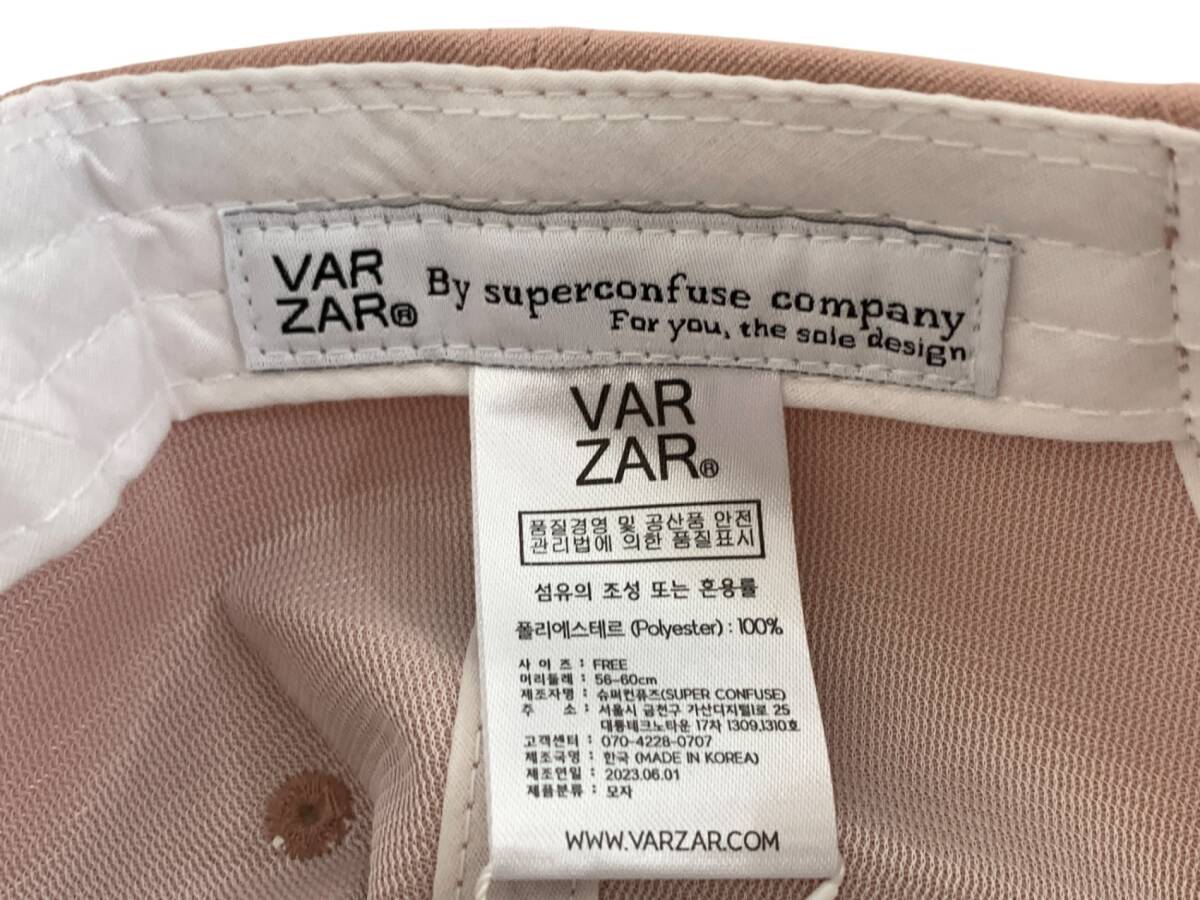 VAR
ZAR®
By superconfuse company
For you, the sole design
VAR
ZAR®
품질경영 및 공산품 안전
관리법에 의한 품질표시
섬유의 조성 또는 혼용률
폴리에스테르 (Polyester) : 100%
사 이 즈 : FREE
머리둘레 : 56-60cm
제조자명 : 슈퍼컨퓨즈(SUPER CONFUSE)
주 소 : 서울시 금천구 가산디지털1로 25
대륭테크노타운 17차 1309,1310호
고객센터 : 070-4228-0707
제조국명 : 한국 (MADE IN KOREA)
제조연일 : 2023.06.01
제품분류 : 모자
WWW.VARZAR.COM